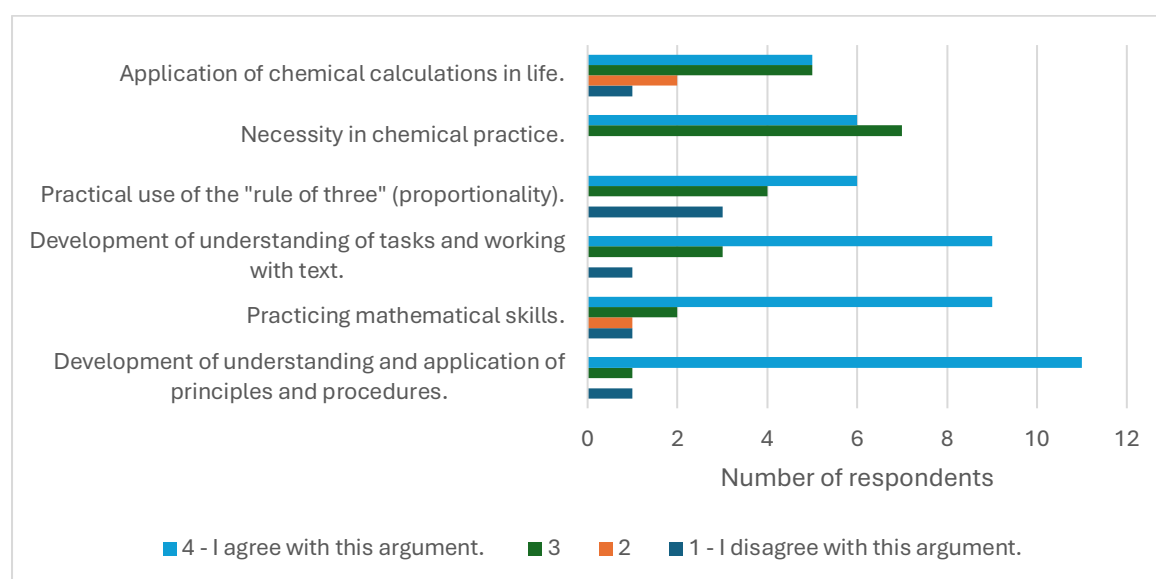 Application of chemical calculations in life.
Necessity in chemical practice.
Practical use of the "rule of three" (proportionality).
Development of understanding of tasks and working
with text.
Practicing mathematical skills.
Development of understanding and application of
principles and procedures.
0 2 4 6 8 10 12
Number of respondents
4 - I agree with this argument. 3 2 1 - I disagree with this argument.